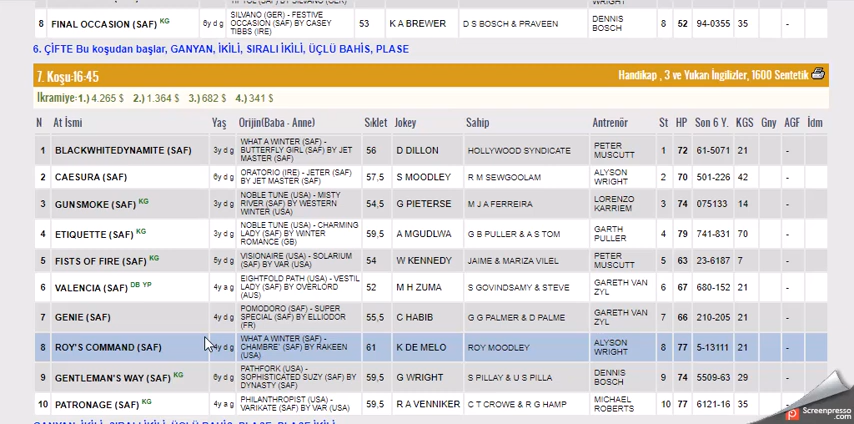 8 FINAL OCCASION (SAF) KG 6y d g SILVANO (GER) - FESTIVE OCCASION (SAF) BY CASEY TIBBS (IRE) 53 K A BREWER D S BOSCH & PRAVEEN DENNIS BOSCH 8 52 94-0355 35 - -
6. ÇİFTE Bu koşudan başlar, GANYAN, İKİLİ, SIRALI İKİLİ, ÜÇLÜ BAHİS, PLASE
7. Koşu:16:45 Handikap , 3 ve Yukarı İngilizler, 1600 Sentetik
İkramiye:1.) 4.265 $ 2.) 1.364 $ 3.) 682 $ 4.) 341 $
N At İsmi Yaş Orijin(Baba - Anne) Sıklet Jokey Sahip Antrenör St HP Son 6 Y. KGS Gny AGF İdm
1 BLACKWHITEDYNAMITE (SAF) 3y d g WHAT A WINTER (SAF) - BUTTERFLY GIRL (SAF) BY JET MASTER (SAF) 56 D DILLON HOLLYWOOD SYNDICATE PETER MUSCUTT 1 72 61-5071 21 -
2 CAESURA (SAF) 6y d g ORATORIO (IRE) - JETER (SAF) BY JET MASTER (SAF) 57,5 S MOODLEY R M SEWGOOLAM ALYSON WRIGHT 2 70 501-226 42 -
3 GUNSMOKE (SAF) KG 3y d g NOBLE TUNE (USA) - MISTY RIVER (SAF) BY WESTERN WINTER (USA) 54,5 G PIETERSE M J A FERREIRA LORENZO KARRIEM 3 74 075133 14 -
4 ETIQUETTE (SAF) KG 4y d g NOBLE TUNE (USA) - CHARMING LADY (SAF) BY WINTER ROMANCE (GB) 59,5 A MGUDLWA G B PULLER & A S TOM GARTH PULLER 4 79 741-831 70 -
5 FISTS OF FIRE (SAF) KG 5y d g VISIONAIRE (USA) - SOLARIUM (SAF) BY VAR (USA) 54 W KENNEDY JAIME & MARIZA VILEL PETER MUSCUTT 5 63 23-6187 7 -
6 VALENCIA (SAF) DB YP 4y a g EIGHTFOLD PATH (USA) - VESTIL LADY (SAF) BY OVERLORD (AUS) 52 M H ZUMA S GOVINDSAMY & STEVE GARETH VAN ZYL 6 67 680-152 21 -
7 GENIE (SAF) 4y d g POMODORO (SAF) - SUPER SPECIAL (SAF) BY ELLIODOR (FR) 55,5 C HABIB G G PALMER & D PALME GARETH VAN ZYL 7 66 210-205 21 -
8 ROY'S COMMAND (SAF) 4y d g WHAT A WINTER (SAF) - CHAMBRE' (SAF) BY RAKEEN (USA) 61 K DE MELO ROY MOODLEY ALYSON WRIGHT 8 77 5-13111 21 -
9 GENTLEMAN'S WAY (SAF) KG 6y d g PATHFORK (USA) - SOPHISTICATED SUZY (SAF) BY DYNASTY (SAF) 59,5 G WRIGHT S PILLAY & U S PILLA DENNIS BOSCH 9 74 5509-63 29 -
10 PATRONAGE (SAF) KG 4y a g PHILANTHROPIST (USA) - VARIKATE (SAF) BY VAR (USA) 59,5 R A VENNIKER C T CROWE & R G HAMP MICHAEL ROBERTS 10 77 6121-16 35 -
Screenpresso